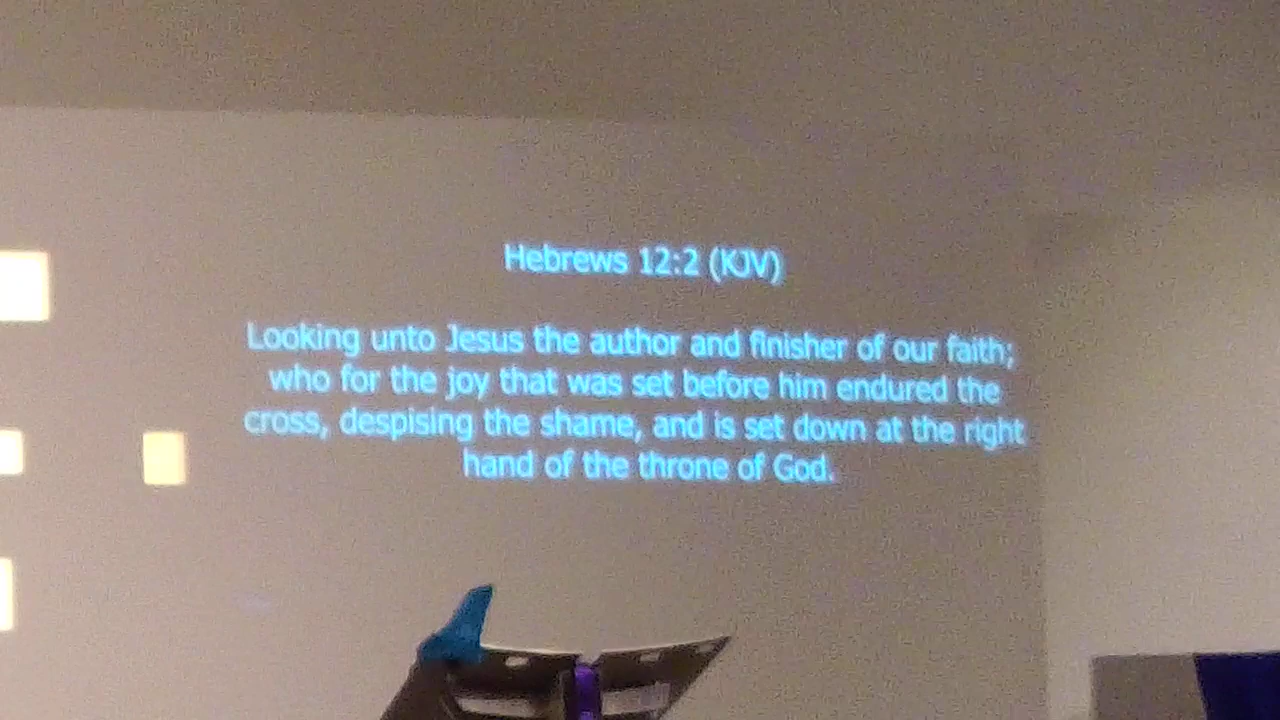 Hebrews 12:2 (KJV)
Looking unto Jesus the author and finisher of our faith;
who for the joy that was set before him endured the
cross, despising the shame, and is set down at the right
hand of the throne of God.